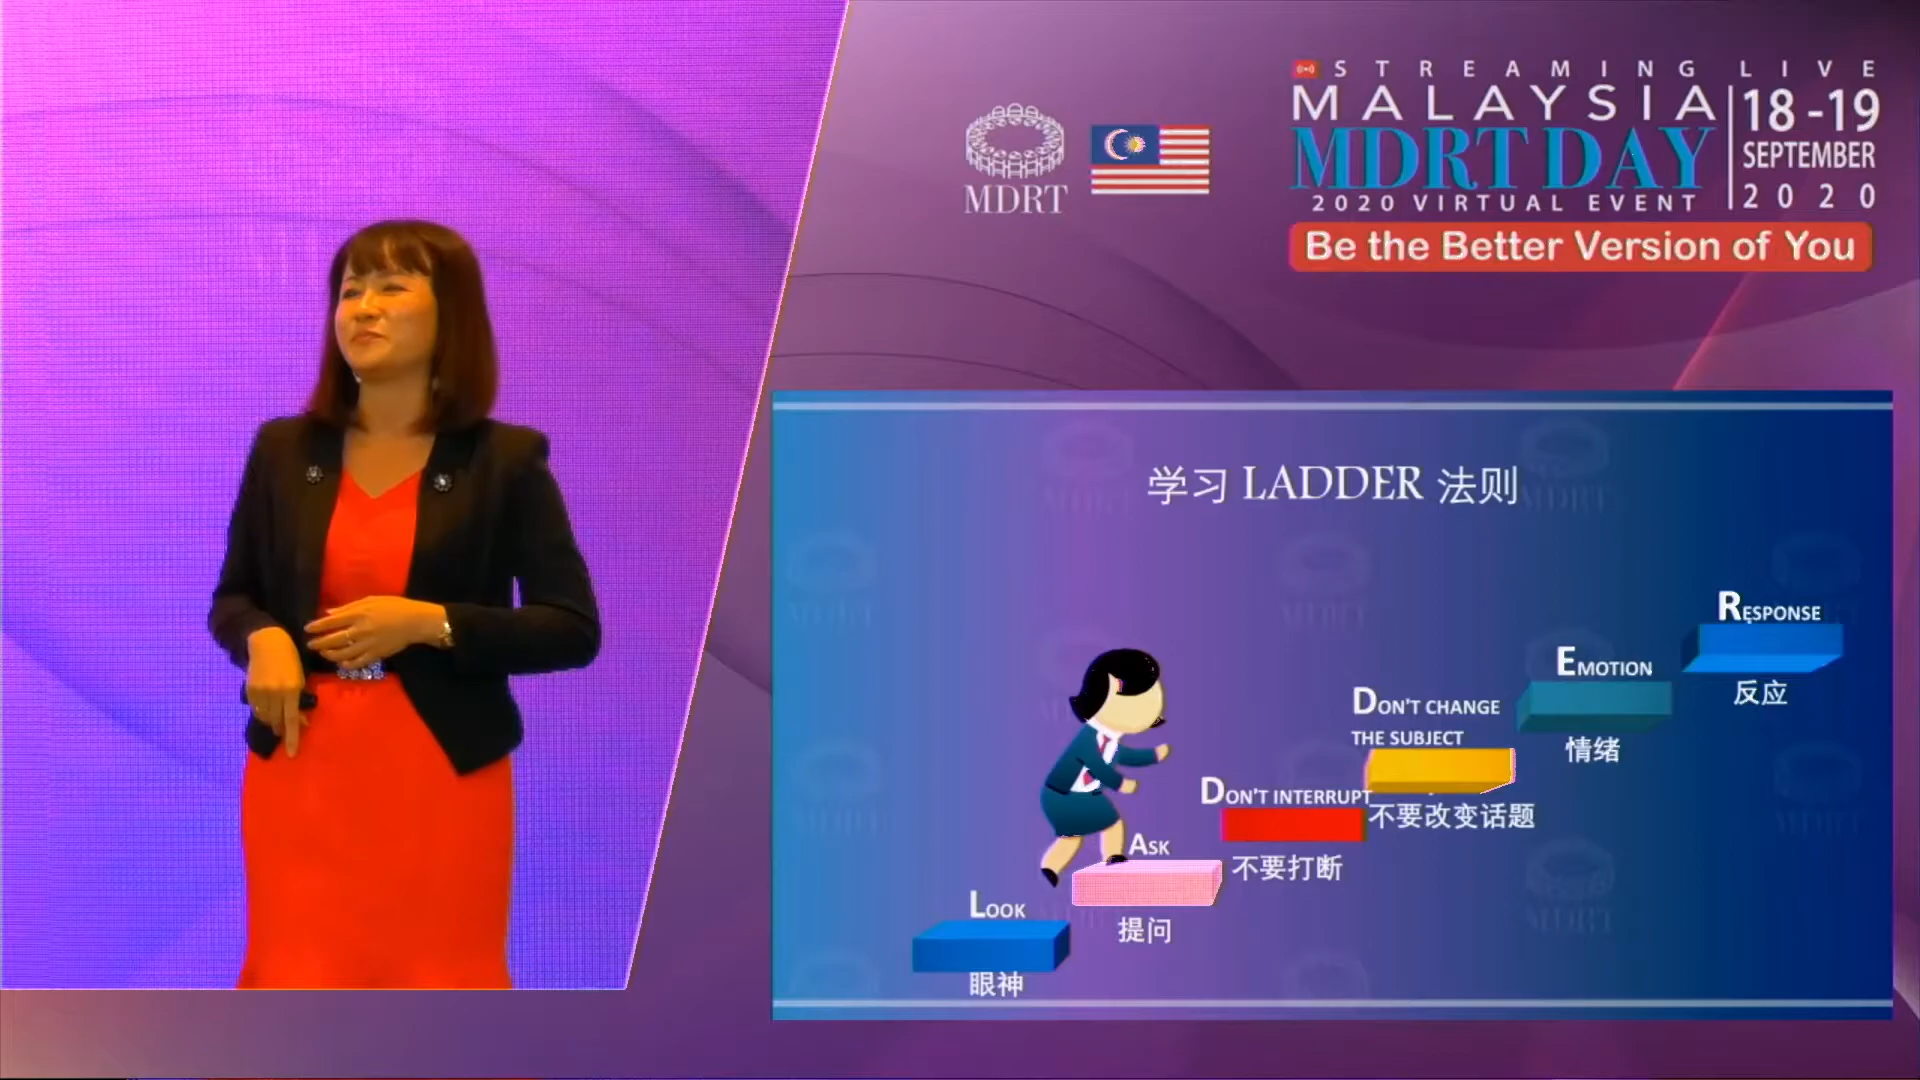 STREAMING LIVE
MALAYSIA
MDRT DAY
2020 VIRTUAL EVENT
18-19
SEPTEMBER
2020
Be the Better Version of You
MDRT
学习 LADDER 法则
RESPONSE
反应
EMOTION
情绪
DON'T CHANGE
THE SUBJECT
不要改变话题
DON'T INTERRUPT
不要打断
ASK
提问
LOOK
眼神